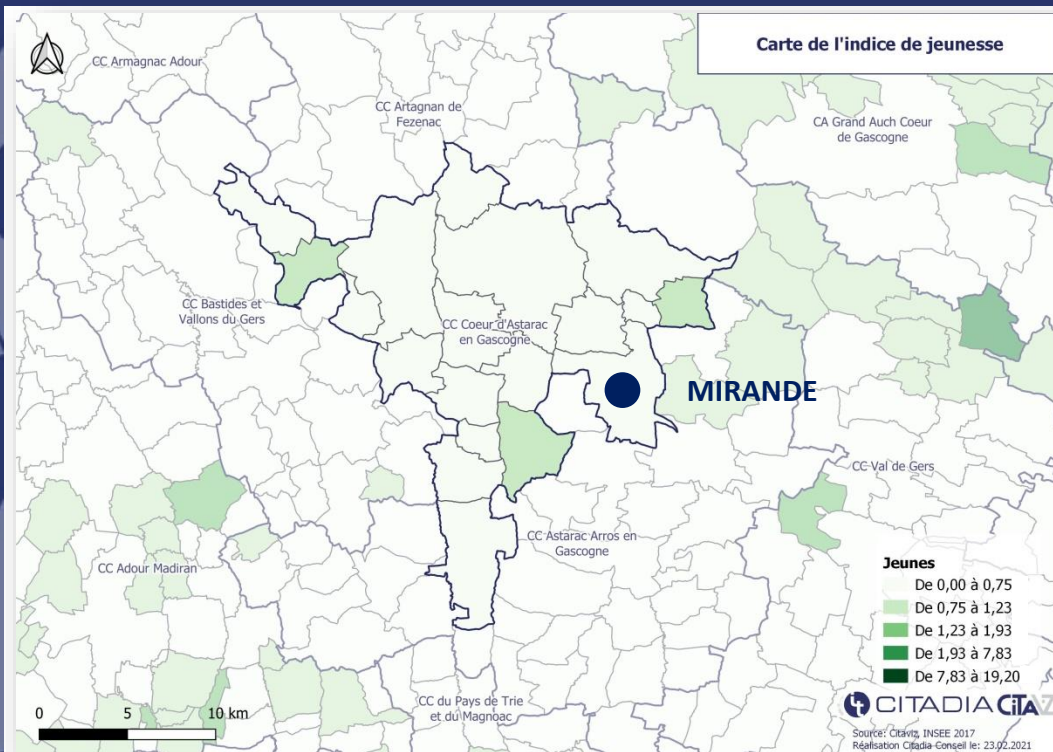 Carte de l'indice de jeunesse
CC Armagnac Adour
CC Artagnan de
Fezenac
CA Grand Auch Coeur
de Gascogne
CC Bastides et
Vallons du Gers
CC Coeur d'Astarac
en Gascogne
MIRANDE
CC Val de Gers
CC Astarac Arros en
Gascogne
CC Adour Madiran
CC du Pays de Trie
et du Magnoac
Jeunes
De 0,00 à 0,75
De 0,75 à 1,23
De 1,23 à 1,93
De 1,93 à 7,83
De 7,83 à 19,20
0 5 10 km
CITADIA CITAZ
Source: Citaviz, INSEE 2017
Réalisation Citadia Conseil le: 23.02.2021